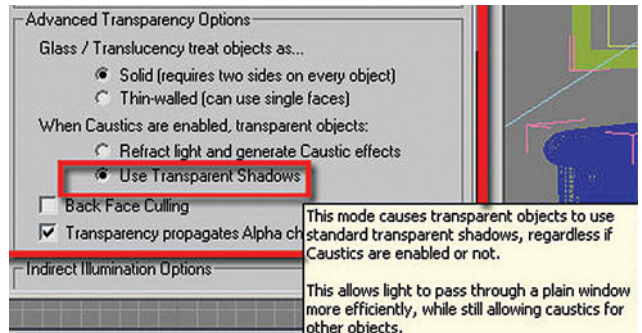 Advanced Transparency Options
Glass / Translucency treat objects as...
Solid (requires two sides on every object)
Thin-walled (can use single faces)
When Caustics are enabled, transparent objects:
Refract light and generate Caustic effects
Use Transparent Shadows
Back Face Culling
Transparency propagates Alpha ch
Indirect Illumination Options
This mode causes transparent objects to use
standard transparent shadows, regardless if
Caustics are enabled or not.
This allows light to pass through a plain window
more efficiently, while still allowing caustics for
other objects.